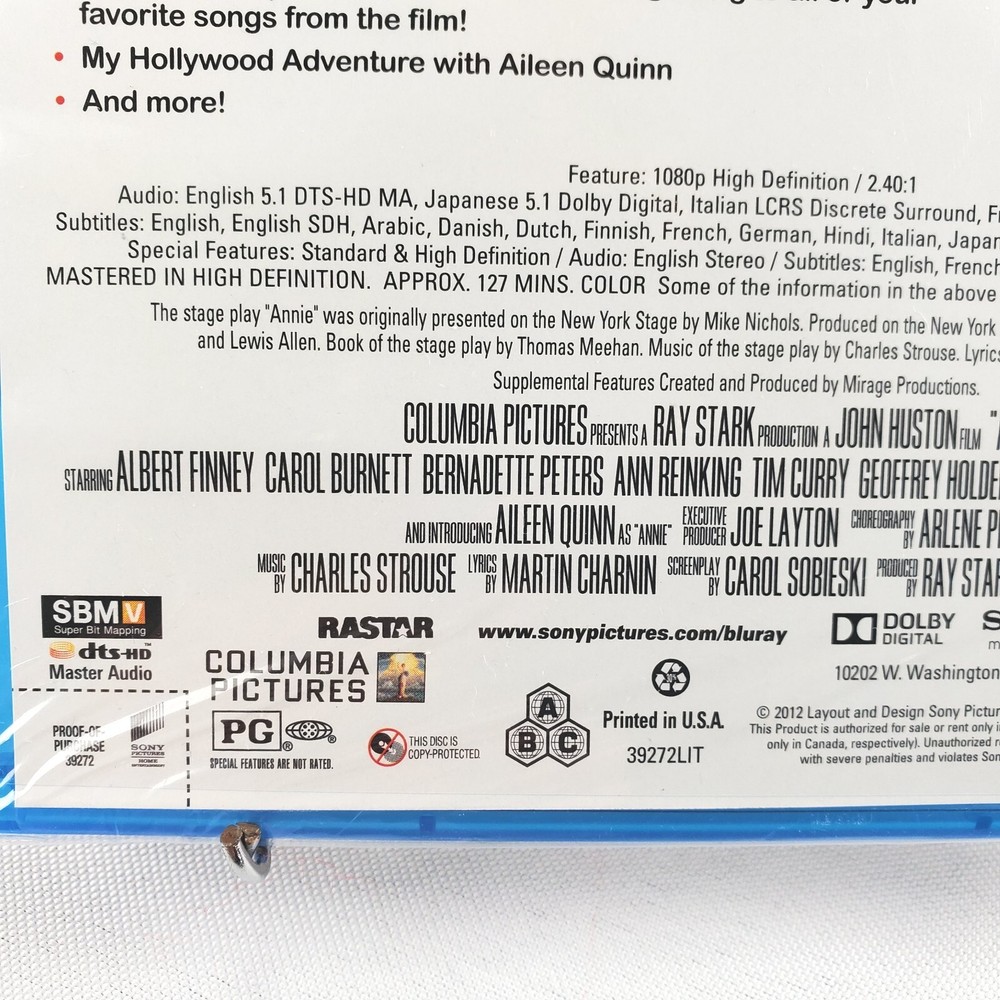 favorite songs from the film!
• My Hollywood Adventure with Aileen Quinn
• And more!
Feature: 1080p High Definition / 2.40:1
Audio: English 5.1 DTS-HD MA, Japanese 5.1 Dolby Digital, Italian LCRS Discrete Surround,
Subtitles: English, English SDH, Arabic, Danish, Dutch, Finnish, French, German, Hindi, Italian,
Special Features: Standard & High Definition / Audio: English Stereo / Subtitles: English, French
MASTERED IN HIGH DEFINITION. APPROX. 127 MINS. COLOR Some of the information in the above
The stage play "Annie" was originally presented on the New York Stage by Mike Nichols. Produced on the New York
and Lewis Allen. Book of the stage play by Thomas Meehan. Music of the stage play by Charles Strouse. Lyrics
Supplemental Features Created and Produced by Mirage Productions.
COLUMBIA PICTURES PRESENTS A RAY STARK PRODUCTION A JOHN HUSTON FILM "
STARRING ALBERT FINNEY CAROL BURNETT BERNADETTE PETERS ANN REINKING TIM CURRY GEOFFREY HOLDE
AND INTRODUCING AILEEN QUINN AS "ANNIE" EXECUTIVE PRODUCER JOE LAYTON CHOREOGRAPHY BY ARLENE
MUSIC BY CHARLES STROUSE LYRICS BY MARTIN CHARNIN SCREENPLAY BY CAROL SOBIESKI PRODUCED BY RAY STAR
SBMV
Super Bit Mapping
dts-HD™
Master Audio
RASTAR
www.sonypictures.com/bluray
DOLBY
DIGITAL
COLUMBIA
PICTURES
10202 W. Washington
PROOF-OF-
PURCHASE
39272
SONY
PICTURES
HOME
ENTERTAINMENT
PG
SPECIAL FEATURES ARE NOT RATED.
THIS DISC IS
COPY-PROTECTED
A
B C
Printed in U.S.A.
39272LIT
© 2012 Layout and Design Sony Pictur
This Product is authorized for sale or rent only i
only in Canada, respectively). Unauthorized
with severe penalties and violates Son